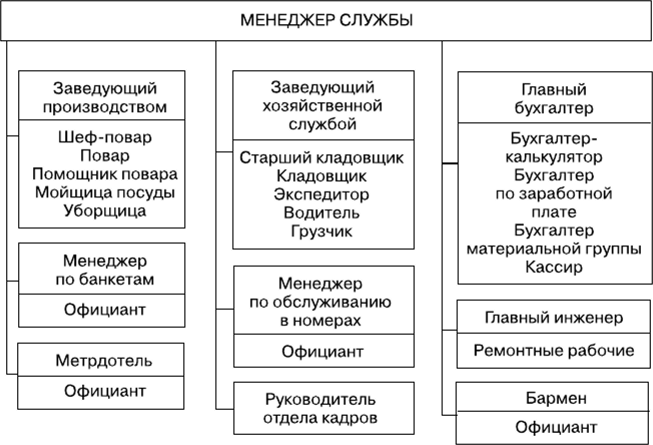 МЕНЕДЖЕР СЛУЖБЫ
Заведующий
производством
Шеф-повар
Повар
Помощник повара
Мойщица посуды
Уборщица
Менеджер
по банкетам
Официант
Метрдотель
Официант
Заведующий
хозяйственной
службой
Старший кладовщик
Кладовщик
Экспедитор
Водитель
Грузчик
Менеджер
по обслуживанию
в номерах
Официант
Руководитель
отдела кадров
Главный
бухгалтер
Бухгалтер-
калькулятор
Бухгалтер
по заработной
плате
Бухгалтер
материальной группы
Кассир
Главный инженер
Ремонтные рабочие
Бармен
Официант